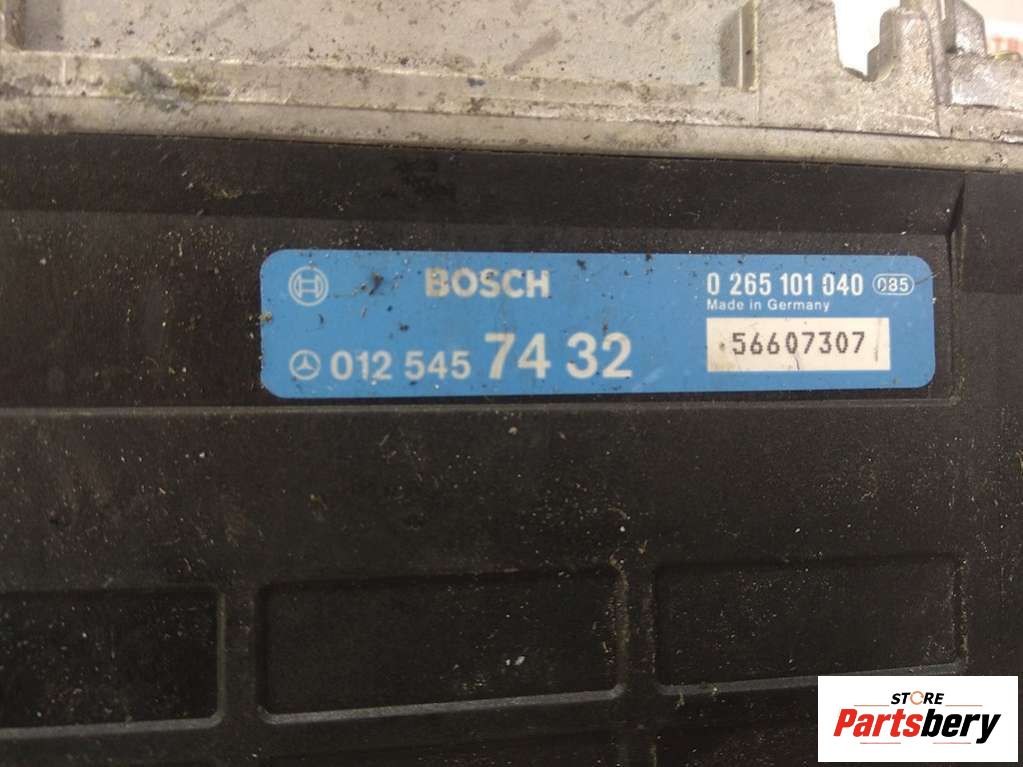 BOSCH
0 265 101 040 085
Made in Germany
012 545 74 32
56607307
STORE
Partsbery